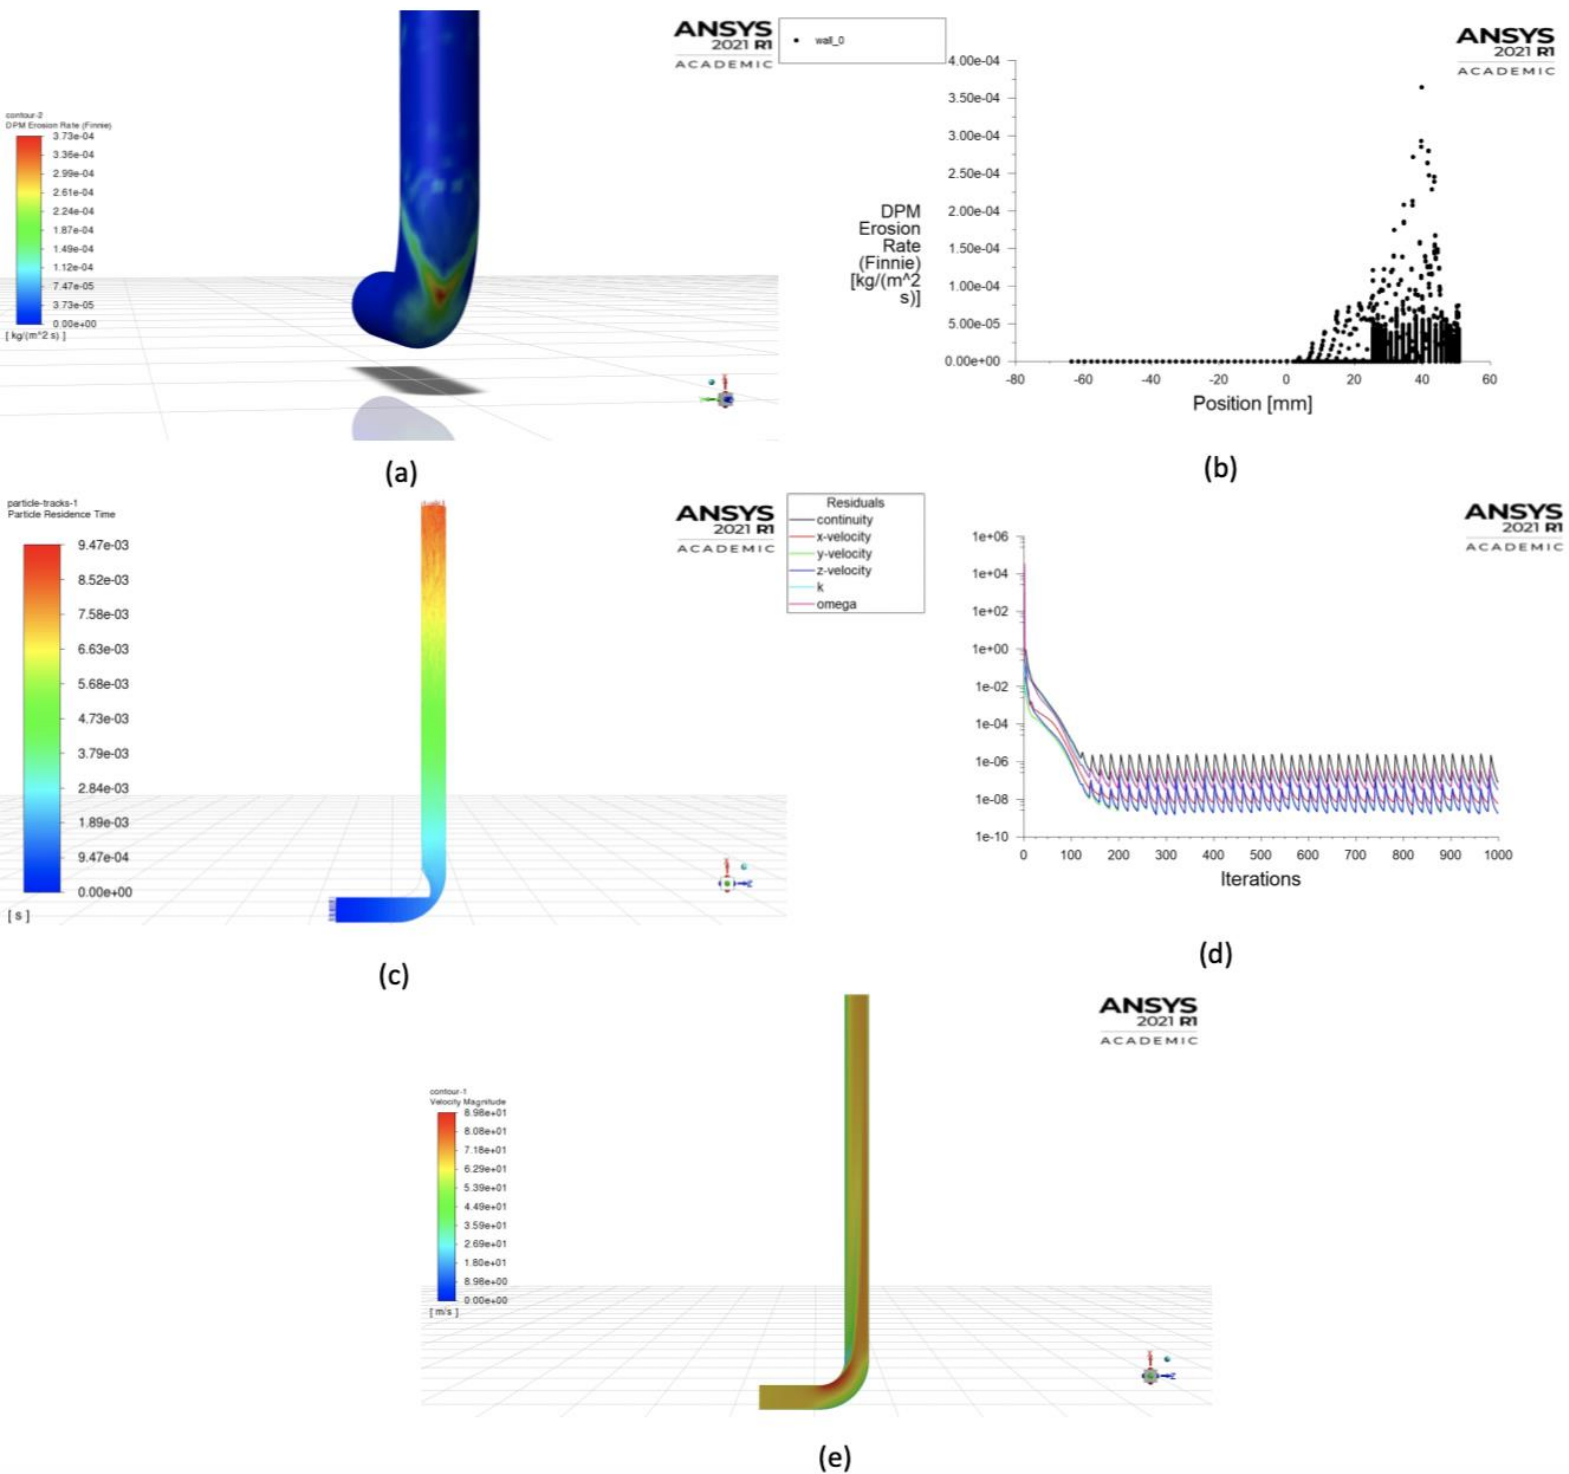 ANSYS
2021 R1
ACADEMIC
contour-2
DPM Erosion Rate (Finnie)
3.73e-04
3.36e-04
2.99e-04
2.61e-04
2.24e-04
1.87e-04
1.49e-04
1.12e-04
7.47e-05
3.73e-05
0.00e+00
[ kg/(m^2 s) ]
(a)
wall_0
ANSYS
2021 R1
ACADEMIC
4.00e-04
3.50e-04
3.00e-04
2.50e-04
2.00e-04
1.50e-04
1.00e-04
5.00e-05
0.00e+00
DPM
Erosion
Rate
(Finnie)
[kg/(m^2
s)]
-80 -60 -40 -20 0 20 40 60
Position [mm]
(b)
particle-tracks-1
Particle Residence Time
9.47e-03
8.52e-03
7.58e-03
6.63e-03
5.68e-03
4.73e-03
3.79e-03
2.84e-03
1.89e-03
9.47e-04
0.00e+00
[ s ]
ANSYS
2021 R1
ACADEMIC
(c)
Residuals
continuity
x-velocity
y-velocity
z-velocity
k
omega
ANSYS
2021 R1
ACADEMIC
1e+06
1e+04
1e+02
1e+00
1e-02
1e-04
1e-06
1e-08
1e-10
0 100 200 300 400 500 600 700 800 900 1000
Iterations
(d)
ANSYS
2021 R1
ACADEMIC
contour-1
Velocity Magnitude
8.98e+01
8.08e+01
7.18e+01
6.29e+01
5.39e+01
4.49e+01
3.59e+01
2.69e+01
1.80e+01
8.98e+00
0.00e+00
[ m/s ]
(e)